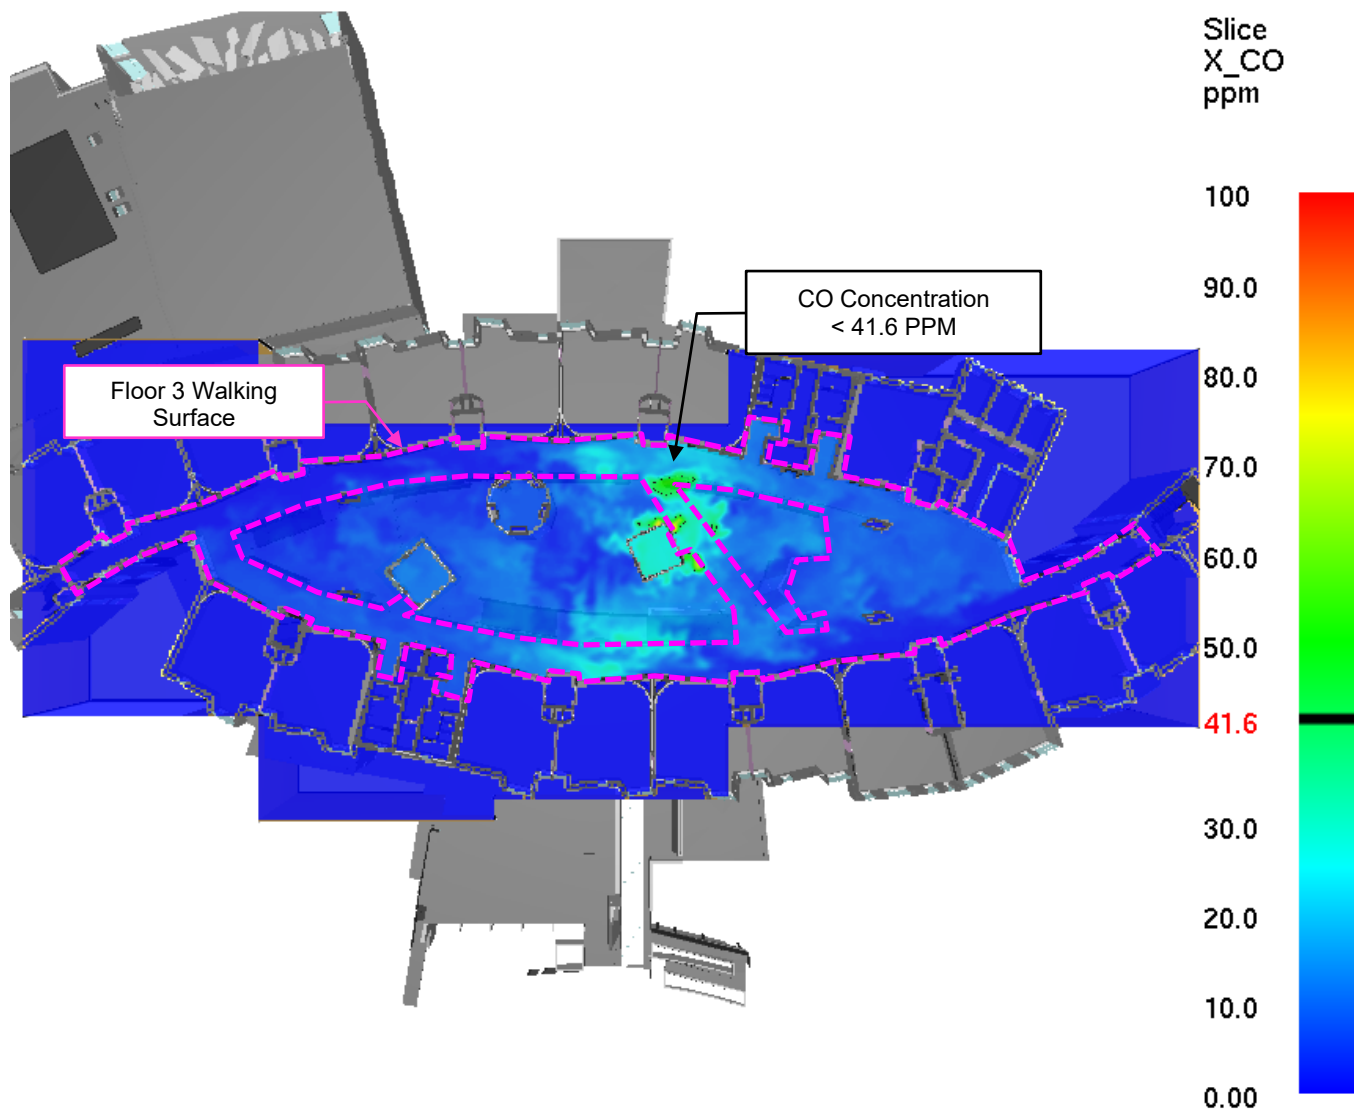 Slice
X_CO
ppm
100
90.0
80.0
70.0
60.0
50.0
41.6
30.0
20.0
10.0
0.00
CO Concentration
< 41.6 PPM
Floor 3 Walking
Surface